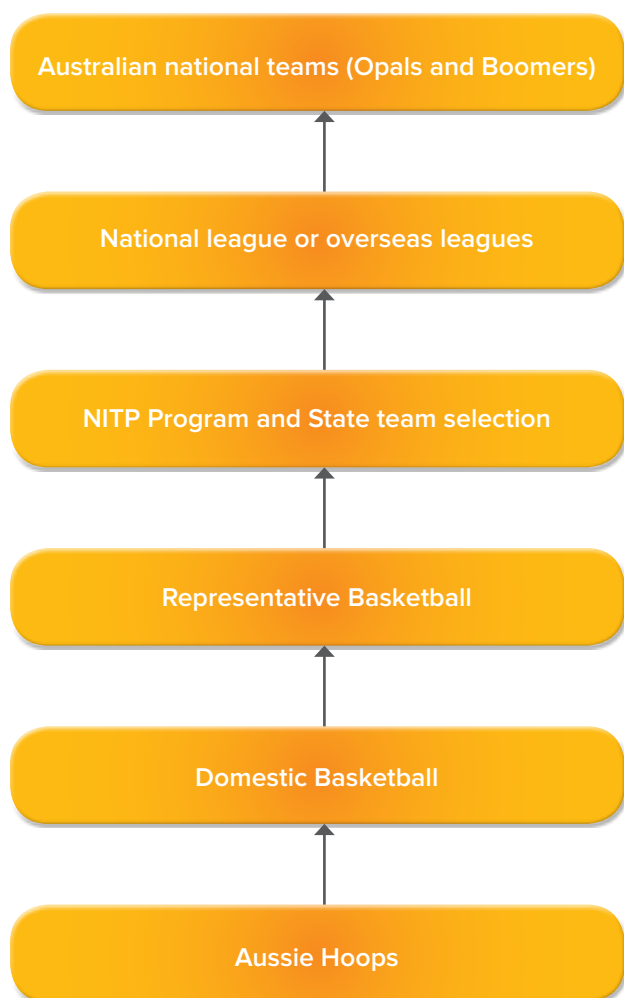 Australian national teams (Opals and Boomers)
National league or overseas leagues
NITP Program and State team selection
Representative Basketball
Domestic Basketball
Aussie Hoops